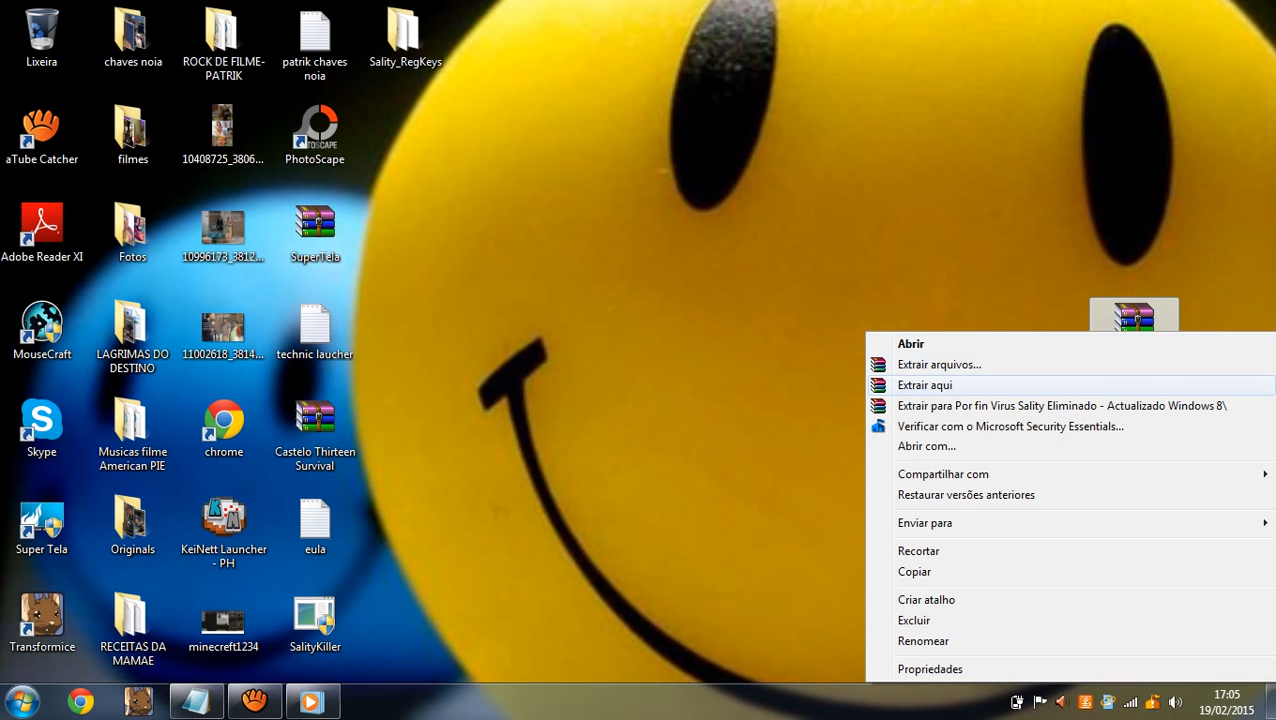 Lixeira
chaves noia
ROCK DE FILME-
PATRIK
patrik chaves
noia
Sality_RegKeys
aTube Catcher
filmes
10408725_3806...
TOSCAPE
PhotoScape
Adobe Reader XI
Fotos
10996173_3812...
SuperTela
MouseCraft
LAGRIMAS DO
DESTINO
11002618_3814...
technic laucher
Skype
Musicas filme
American PIE
chrome
Castelo Thirteen
Survival
Super Tela
Originals
KeiNett Launcher
- PH
eula
Transformice
RECEITAS DA
MAMAE
minecreft1234
SalityKiller
Abrir
Extrair arquivos...
Extrair aqui
Extrair para Por fin Virus Sality Eliminado - Actualizado Windows 8\
Verificar com o Microsoft Security Essentials...
Abrir com...
Compartilhar com
Restaurar versões anteriores
Enviar para
Recortar
Copiar
Criar atalho
Excluir
Renomear
Propriedades
17:05
19/02/2015